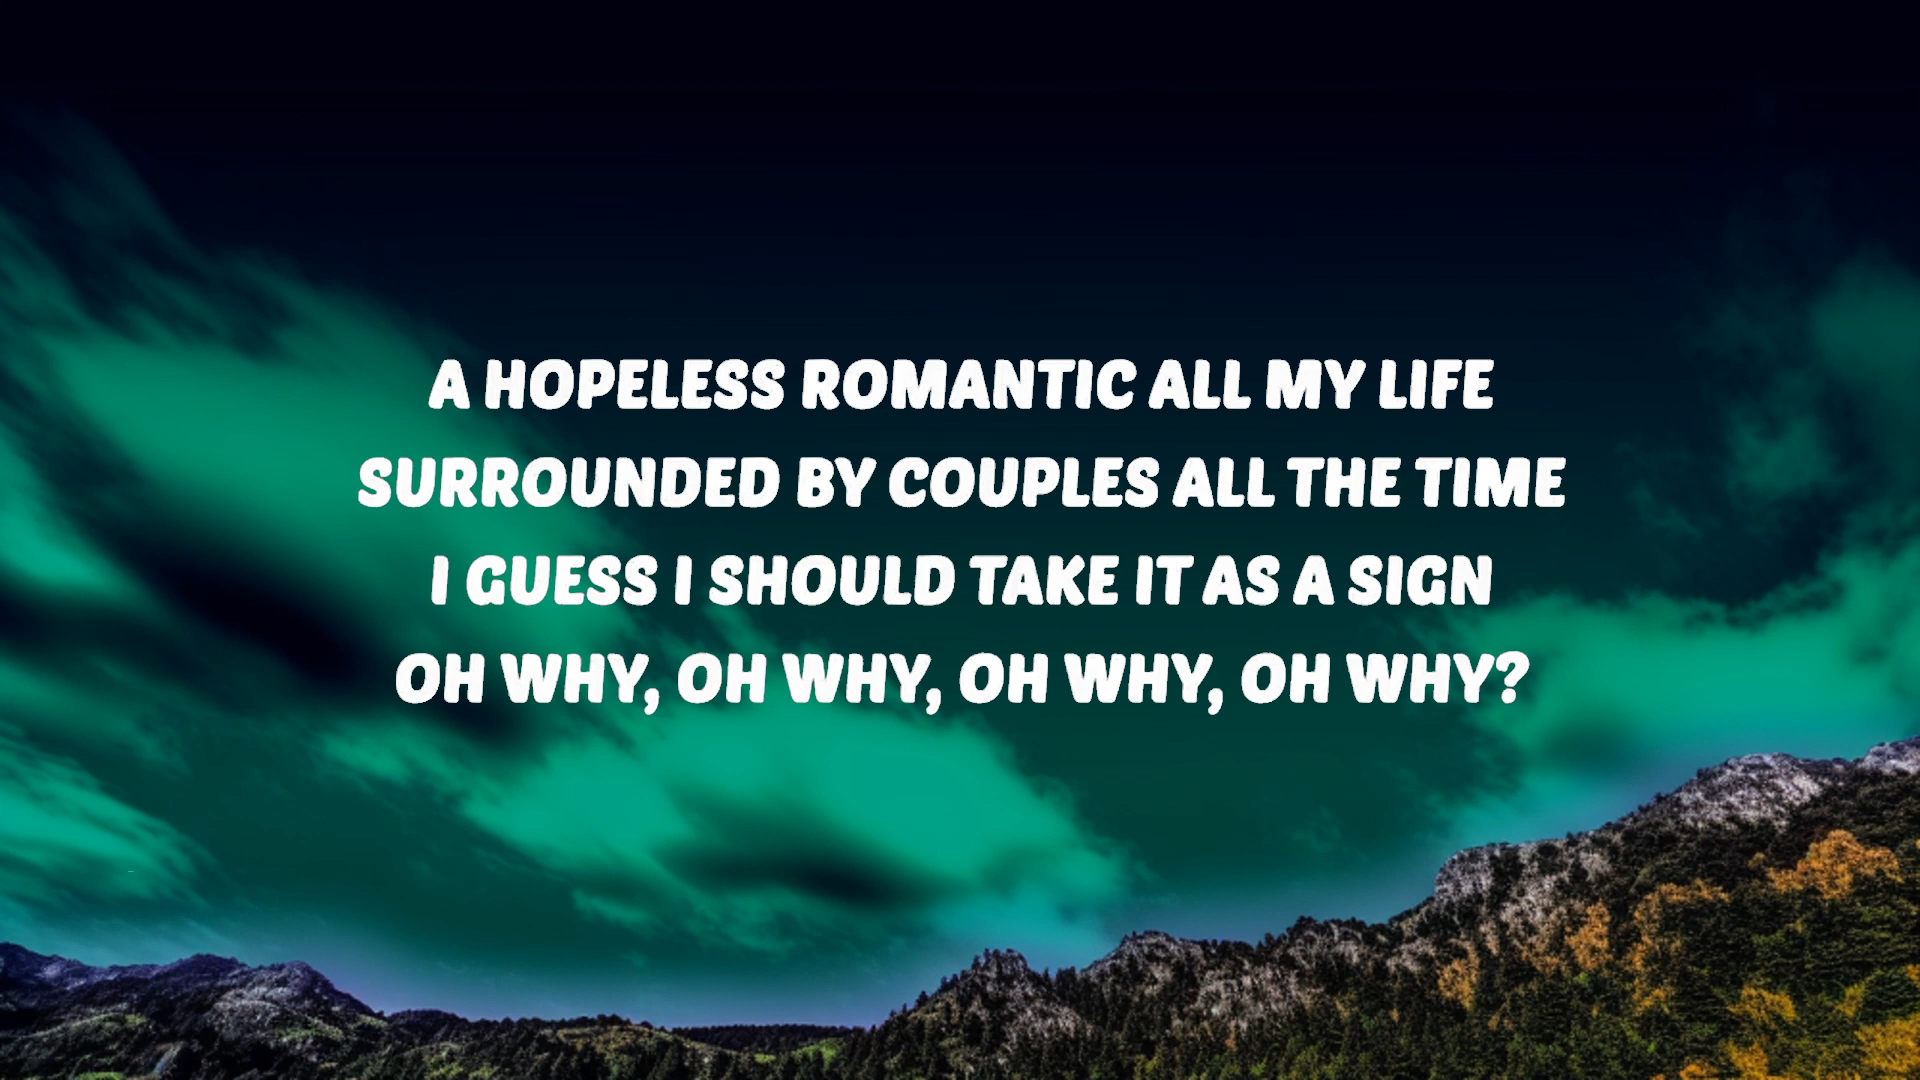 A HOPELESS ROMANTIC ALL MY LIFE
SURROUNDED BY COUPLES ALL THE TIME
I GUESS I SHOULD TAKE IT AS A SIGN
OH WHY, OH WHY, OH WHY, OH WHY?